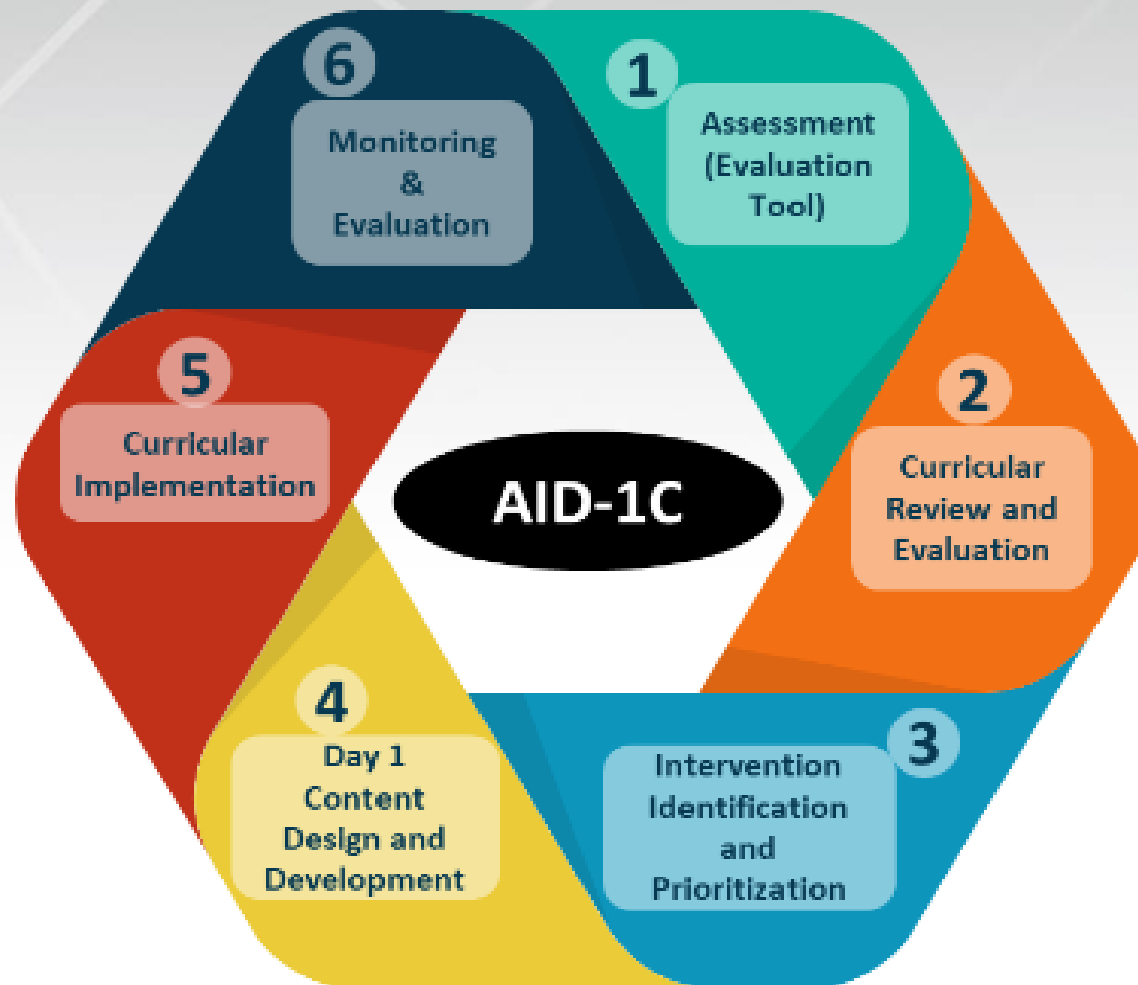 1
Assessment
(Evaluation
Tool)
2
Curricular
Review and
Evaluation
3
Intervention
Identification
and
Prioritization
4
Day 1
Content
Design and
Development
5
Curricular
Implementation
6
Monitoring
&
Evaluation
AID-1C